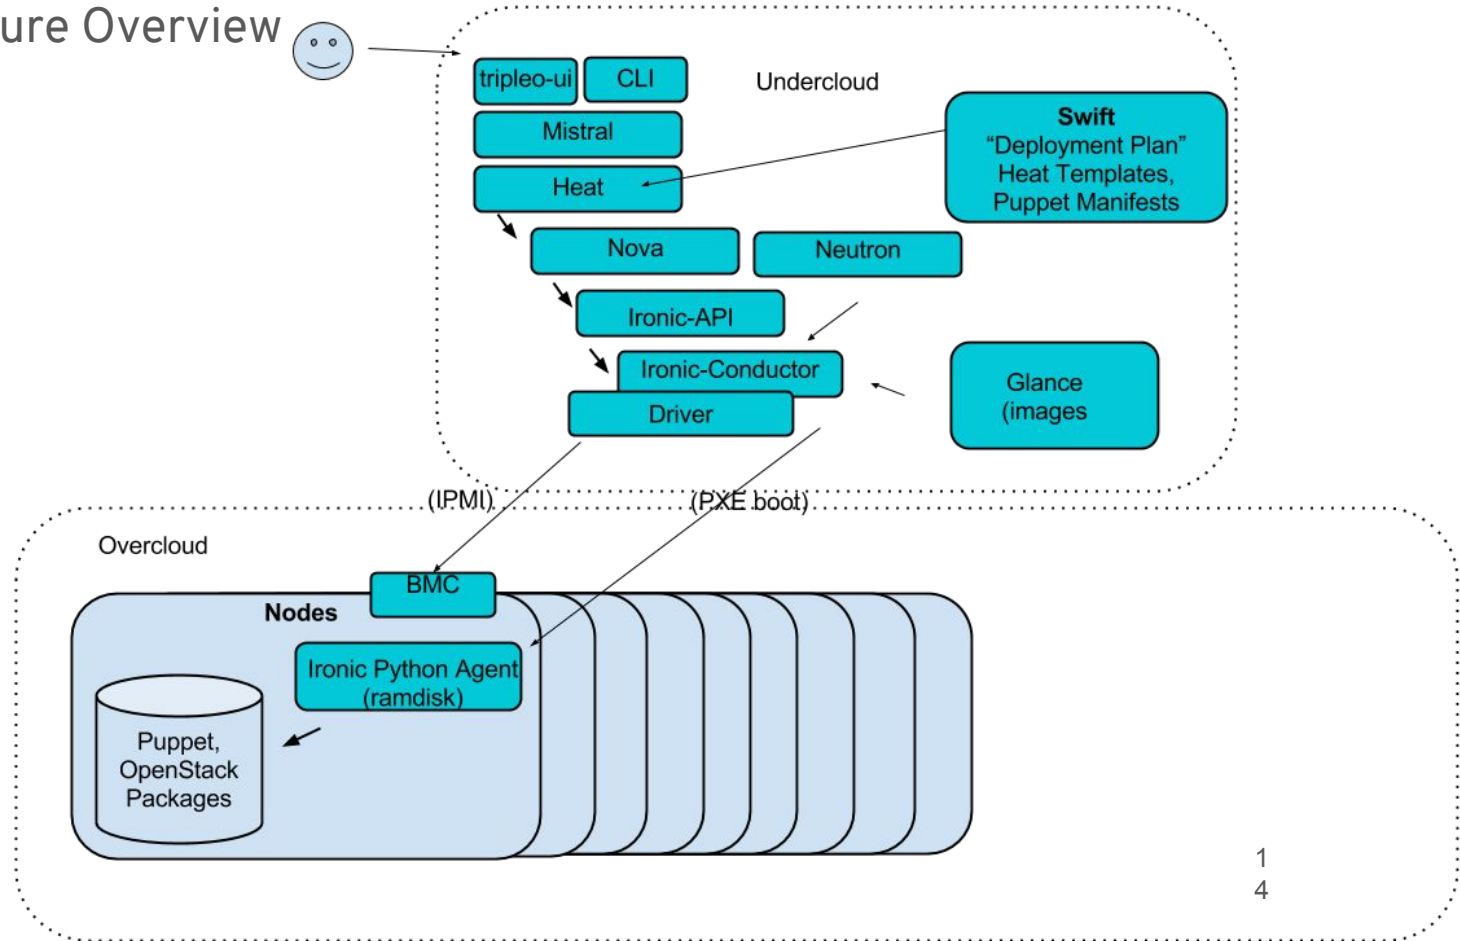 ure Overview
tripleo-ui
CLI
Undercloud
Mistral
Swift
“Deployment Plan”
Heat Templates,
Puppet Manifests
Heat
Nova
Neutron
Ironic-API
Ironic-Conductor
Driver
Glance
(images
(IPMI)
(PXE boot)
Overcloud
BMC
Nodes
Ironic Python Agent
(ramdisk)
Puppet,
OpenStack
Packages
1
4